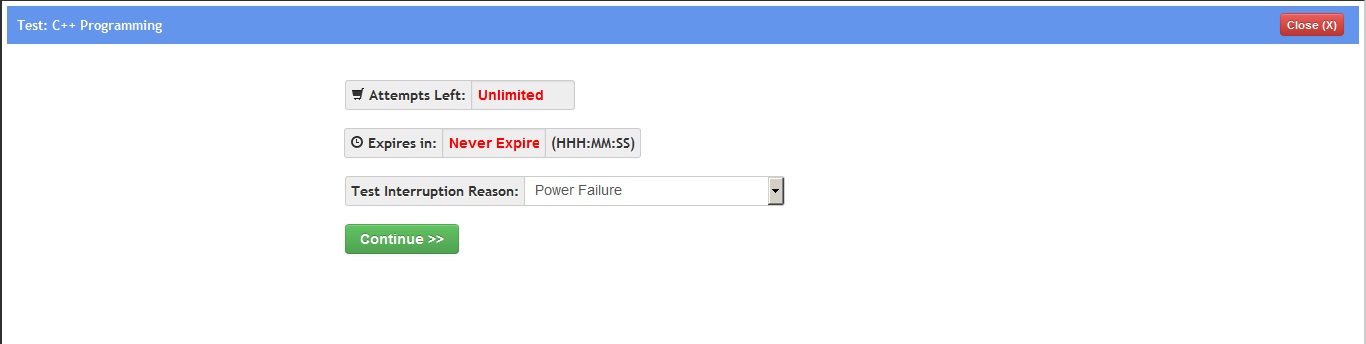 Test: C++ Programming Close (X)
Attempts Left: Unlimited
Expires in: Never Expire (HHH:MM:SS)
Test Interruption Reason: Power Failure
Continue >>